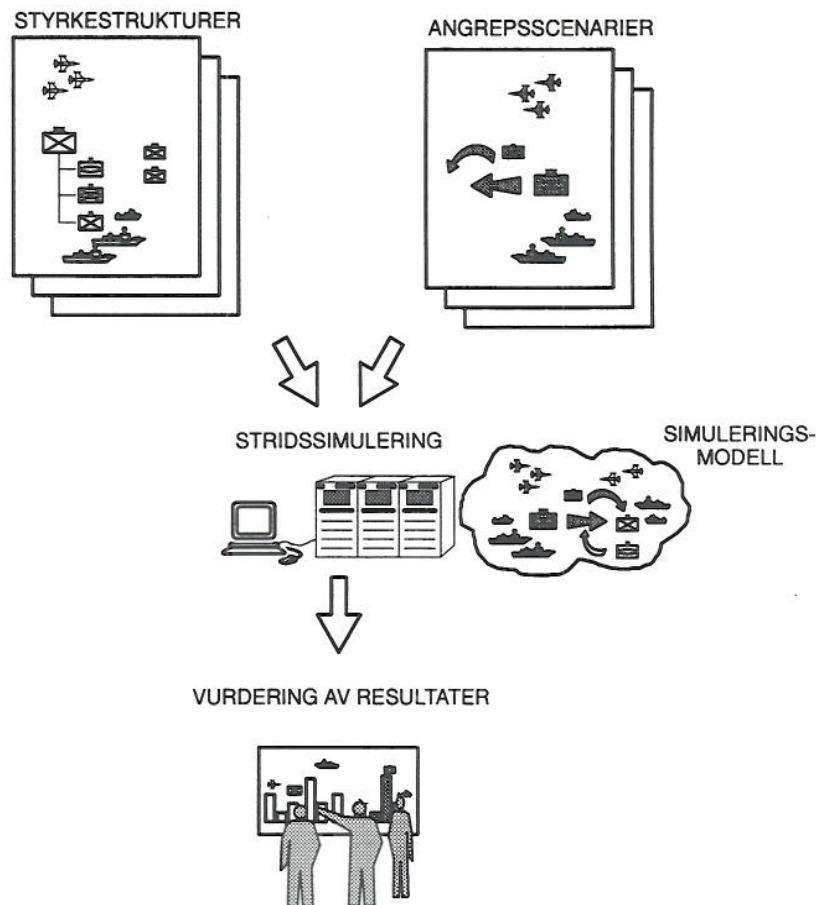 STYRKESTRUKTURER
ANGREPSSCENARIER
STRIDSSIMULERING
SIMULERINGS-
MODELL
VURDERING AV RESULTATER